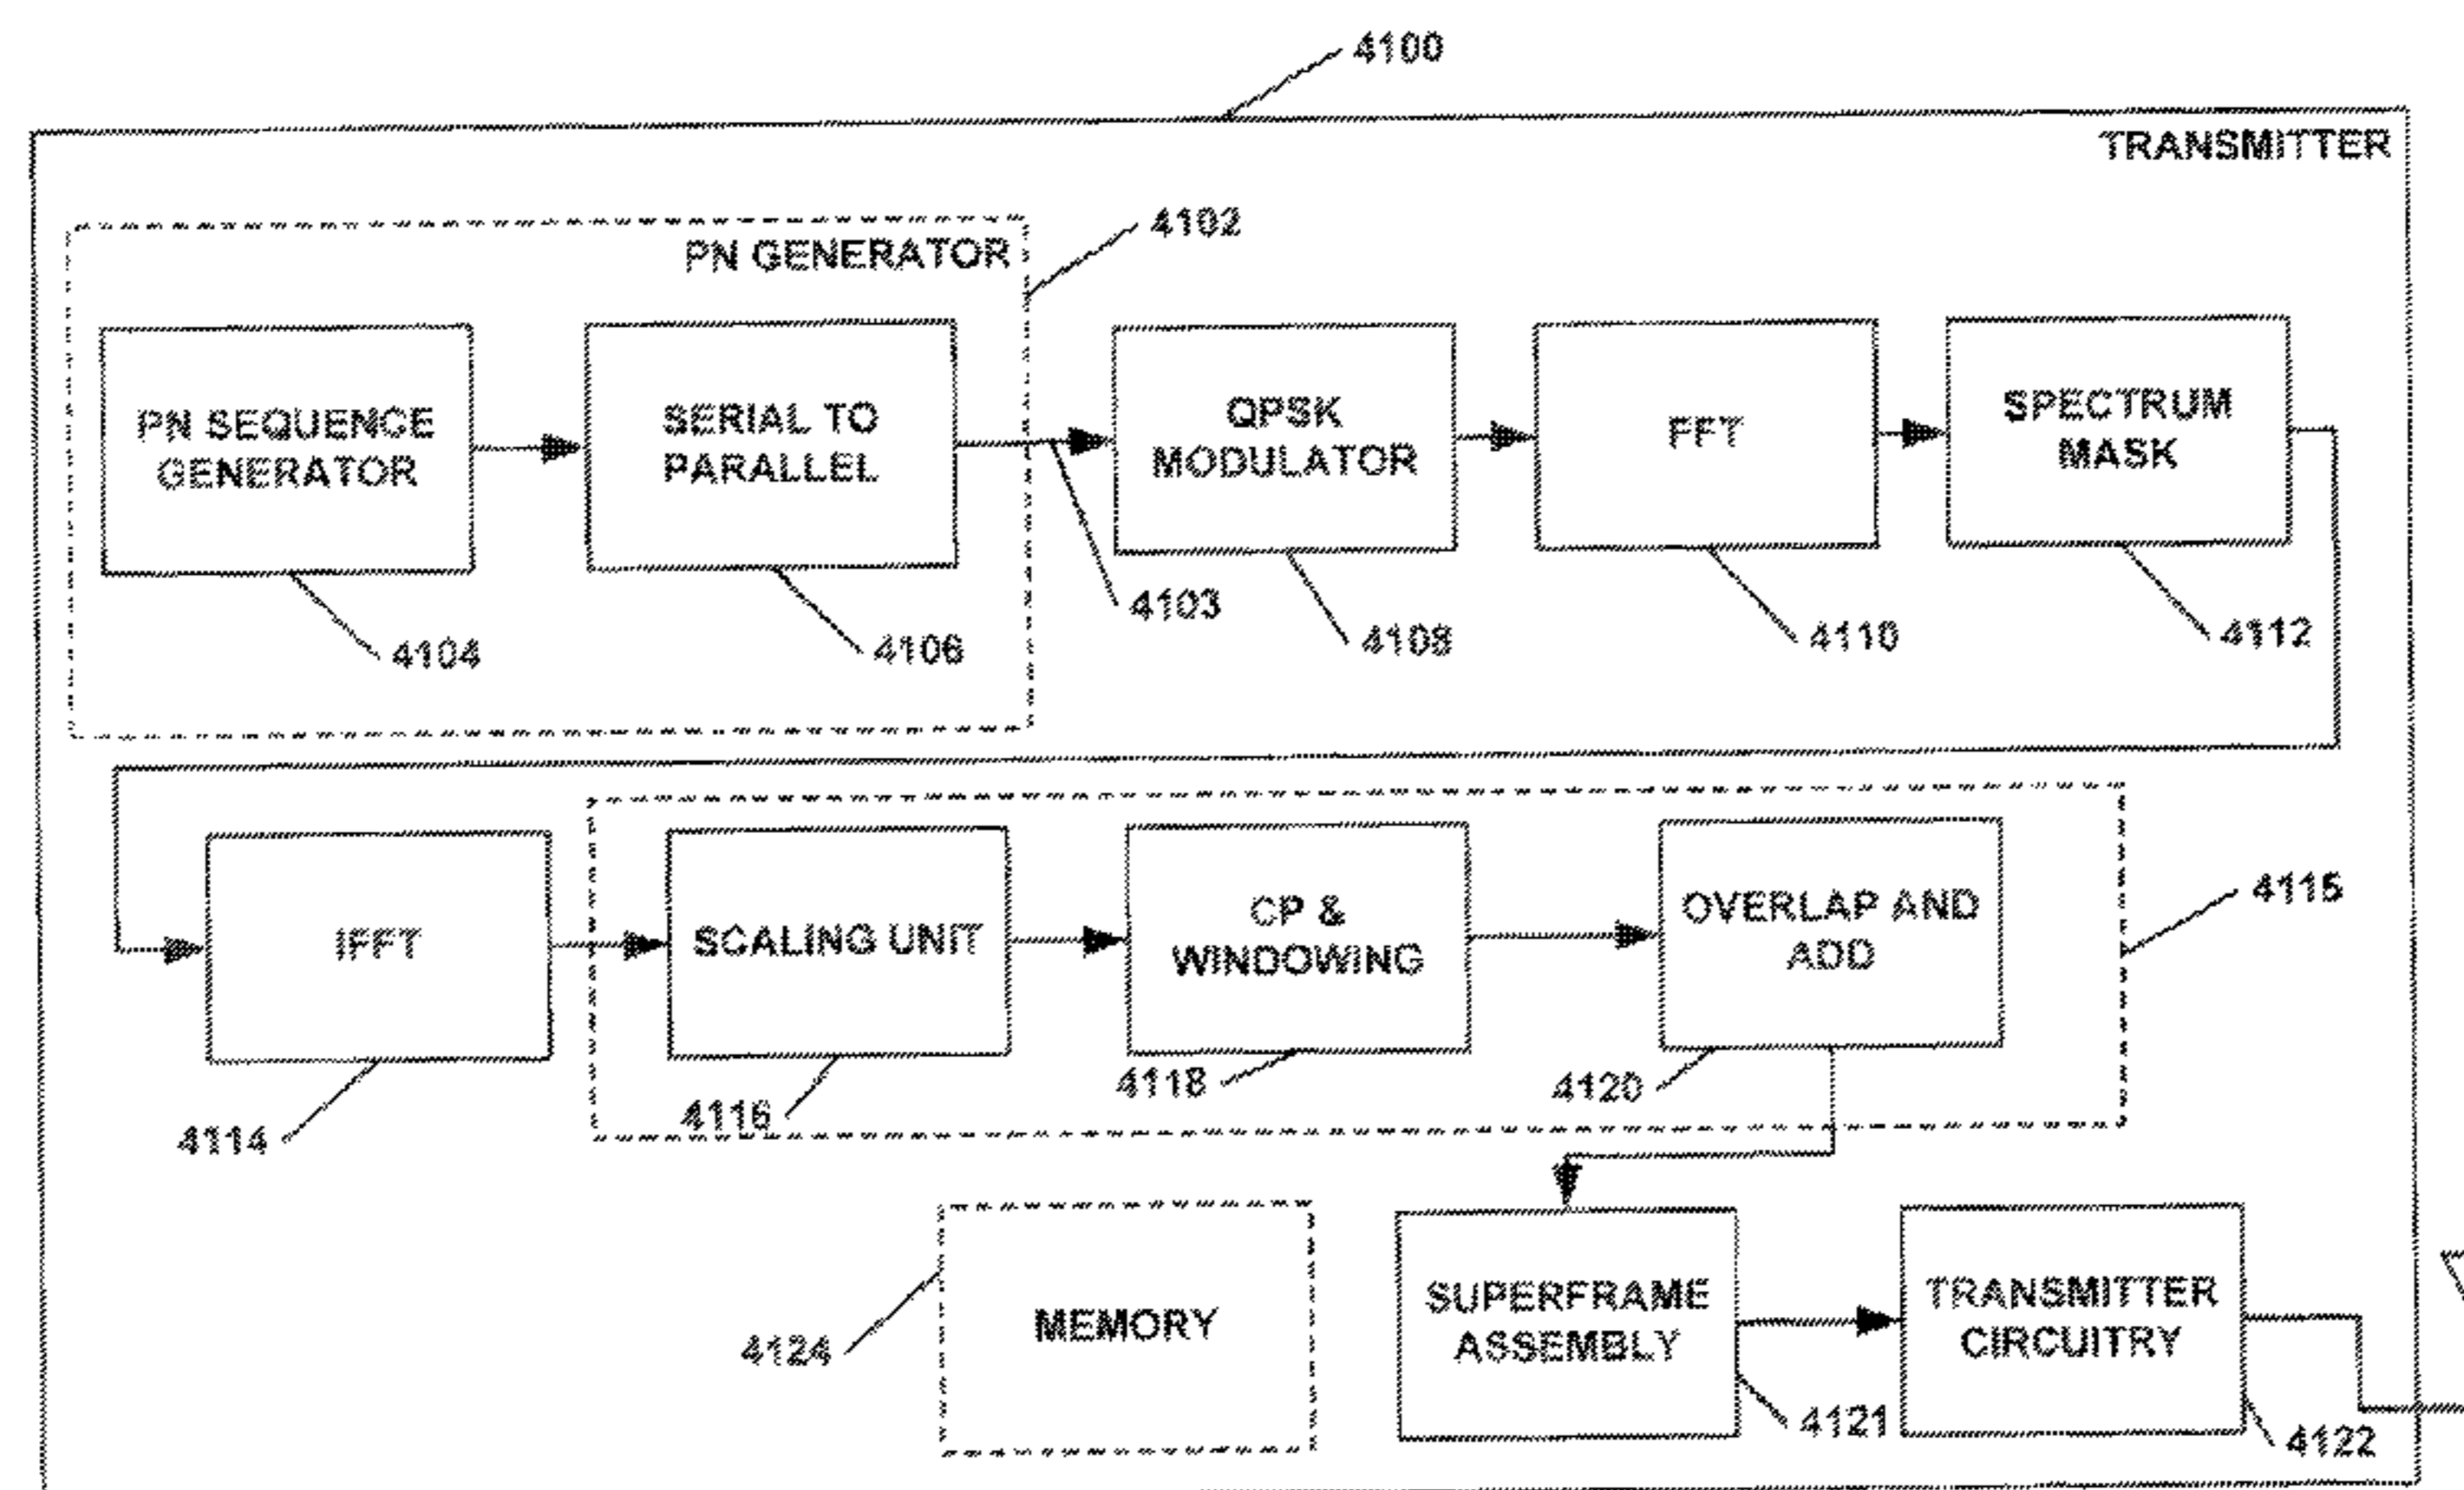 4100
TRANSMITTER
4102
PN GENERATOR
PN SEQUENCE
GENERATOR
SERIAL TO
PARALLEL
QPSK
MODULATOR
FFT
SPECTRUM
MASK
4103
4104
4106
4108
4110
4112
IFFT
SCALING UNIT
CP &
WINDOWING
OVERLAP AND
ADD
4115
4114
4116
4118
4120
MEMORY
SUPERFRAME
ASSEMBLY
TRANSMITTER
CIRCUITRY
4124
4121
4122